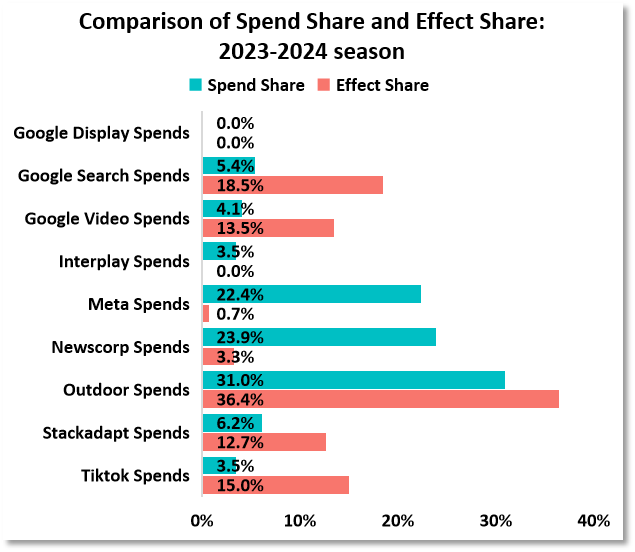 Comparison of Spend Share and Effect Share:
2023-2024 season
Spend Share Effect Share
Google Display Spends 0.0%
0.0%
Google Search Spends 5.4%
18.5%
Google Video Spends 4.1%
13.5%
Interplay Spends 3.5%
0.0%
Meta Spends 22.4%
0.7%
Newscorp Spends 23.9%
3.3%
Outdoor Spends 31.0%
36.4%
Stackadapt Spends 6.2%
12.7%
Tiktok Spends 3.5%
15.0%
0% 10% 20% 30% 40%